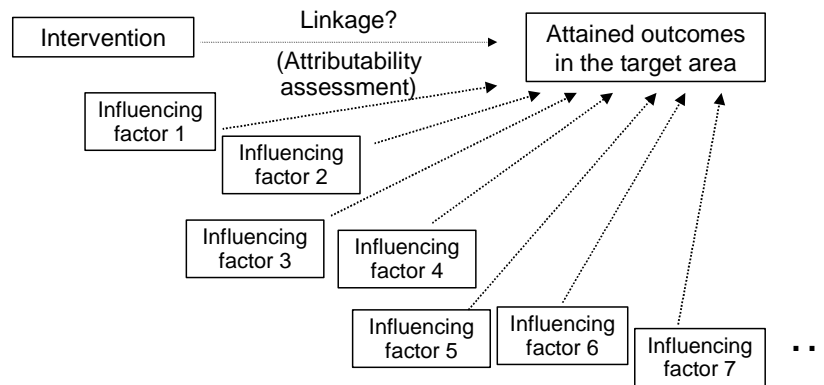 Intervention
Linkage?
(Attributability
assessment)
Attained outcomes
in the target area
Influencing
factor 1
Influencing
factor 2
Influencing
factor 3
Influencing
factor 4
Influencing
factor 5
Influencing
factor 6
Influencing
factor 7
. .